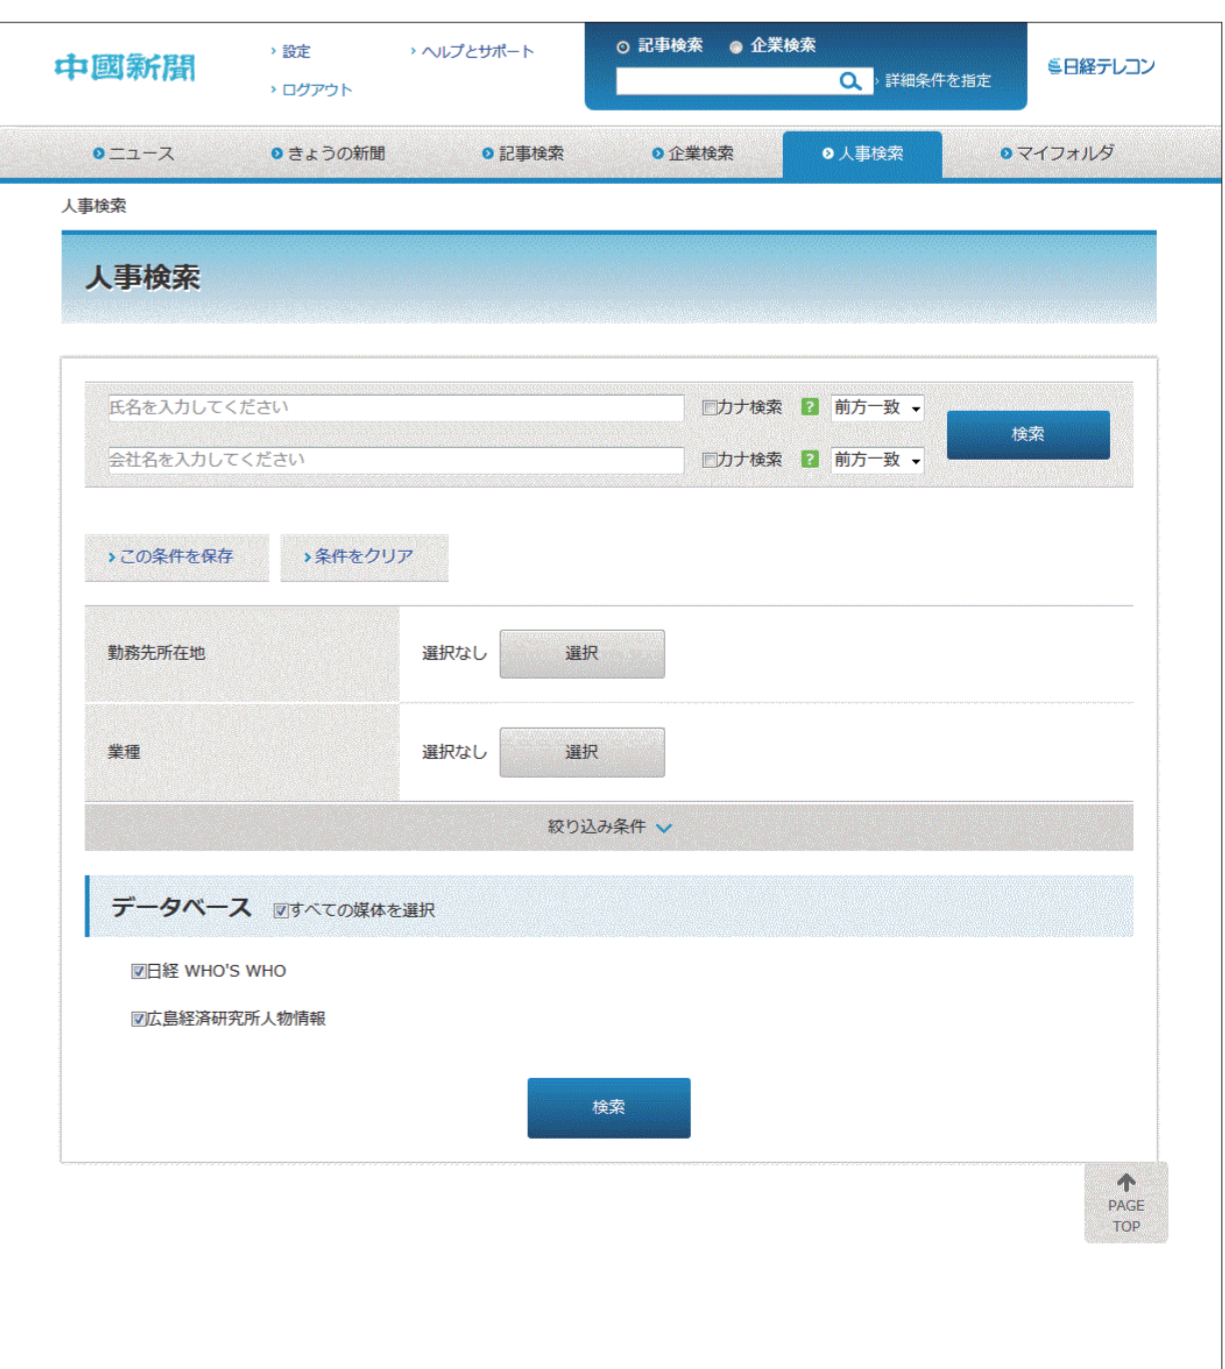 中國新聞
設定
ヘルプとサポート
ログアウト
記事検索 企業検索
詳細条件を指定
日経テレコン
ニュース きょうの新聞 記事検索 企業検索 人事検索 マイフォルダ
人事検索
人事検索
氏名を入力してください カナ検索 ? 前方一致
検索
会社名を入力してください カナ検索 ? 前方一致
この条件を保存 条件をクリア
勤務先所在地 選択なし 選択
業種 選択なし 選択
絞り込み条件
データベース すべての媒体を選択
日経 WHO'S WHO
広島経済研究所人物情報
検索
PAGE
TOP